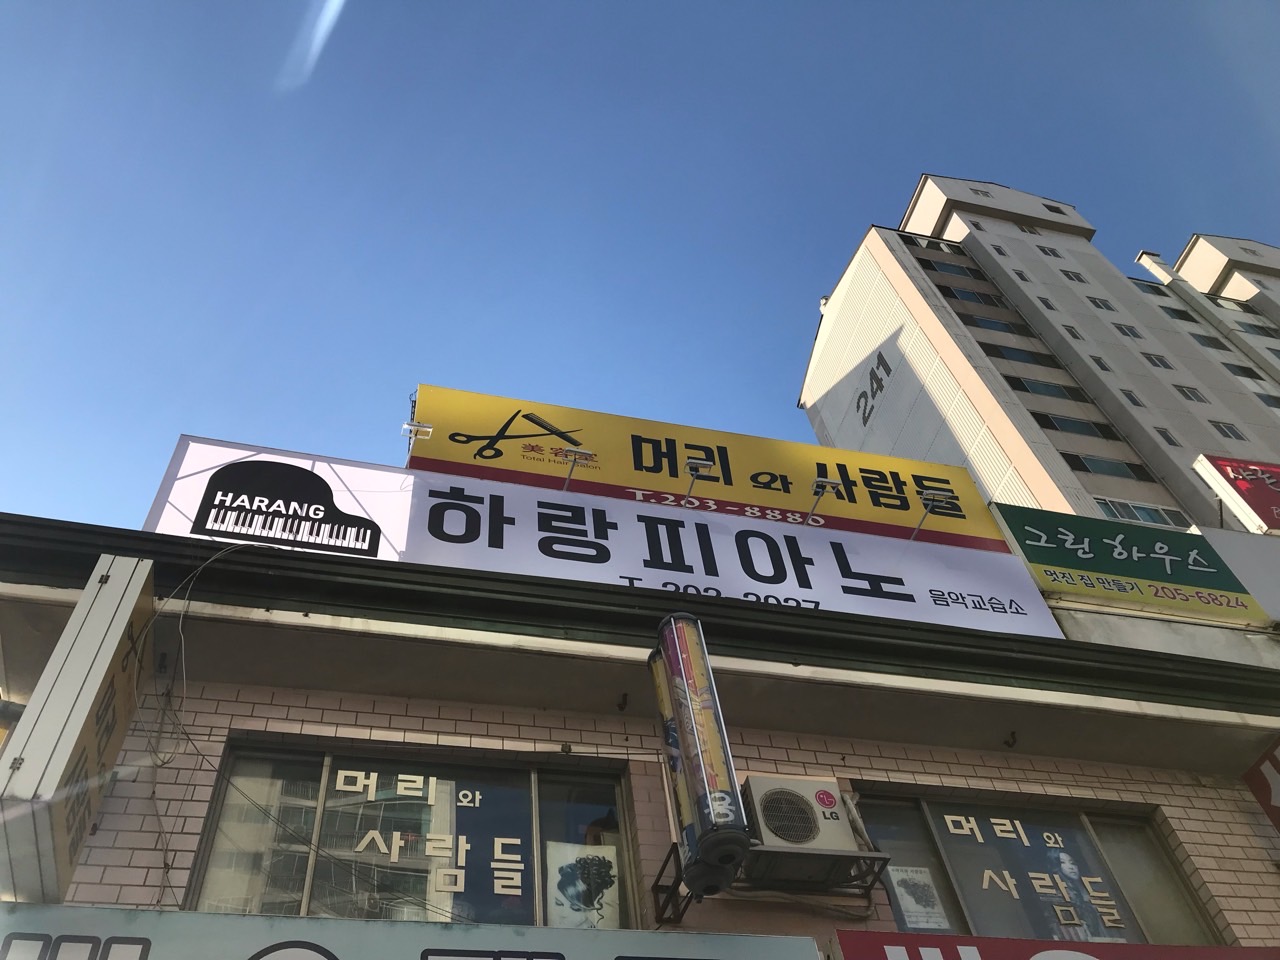 241
美容室
Total Hair Salon
머리 와 사람들
T.203-8886
HARANG
하랑피아노
음악교습소
그린 하우스
멋진 집 만들기 205-6824
머리 와
사람들
용
LG
머리 와
사람들